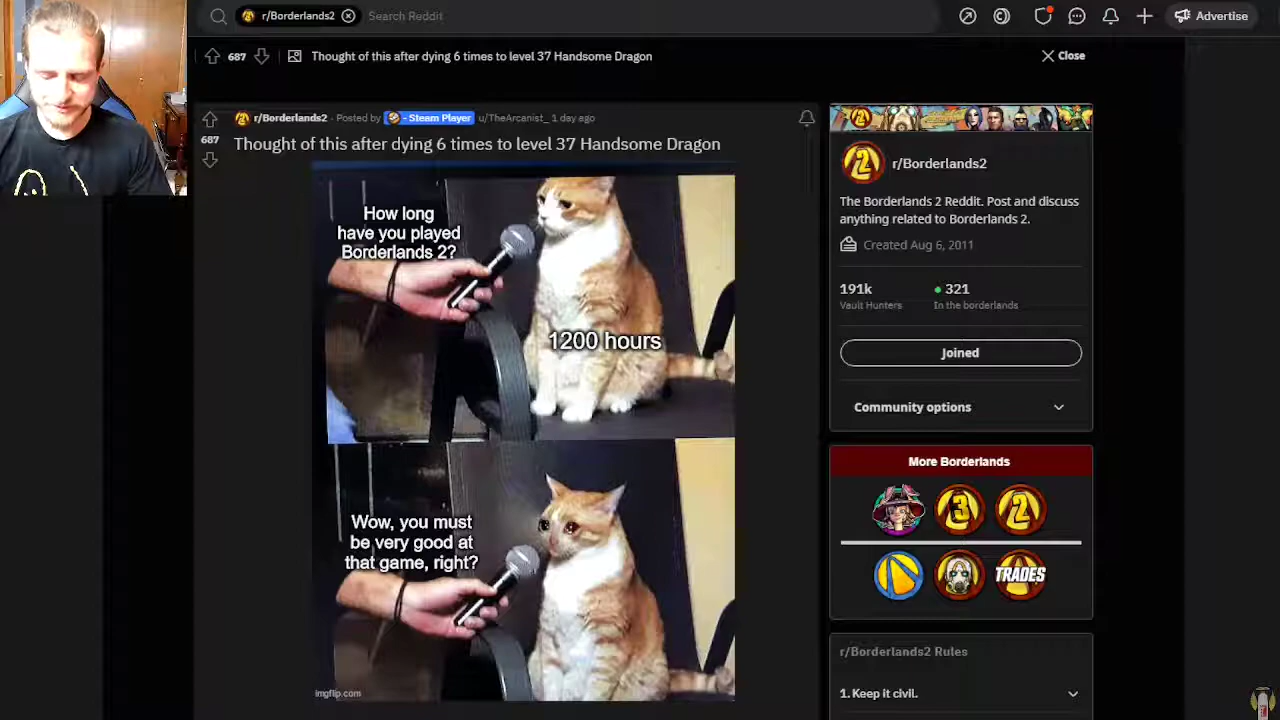 r/Borderlands2
Search Reddit
Advertise
687
Thought of this after dying 6 times to level 37 Handsome Dragon
Close
r/Borderlands2 · Posted by - Steam Player u/TheArcanist_ 1 day ago
687
Thought of this after dying 6 times to level 37 Handsome Dragon
How long
have you played
Borderlands 2?
1200 hours
Wow, you must
be very good at
that game, right?
imgflip.com
r/Borderlands2
The Borderlands 2 Reddit. Post and discuss
anything related to Borderlands 2.
Created Aug 6, 2011
191k
321
Vault Hunters
In the borderlands
Joined
Community options
More Borderlands
3
2
TRADES
r/Borderlands2 Rules
1. Keep it civil.